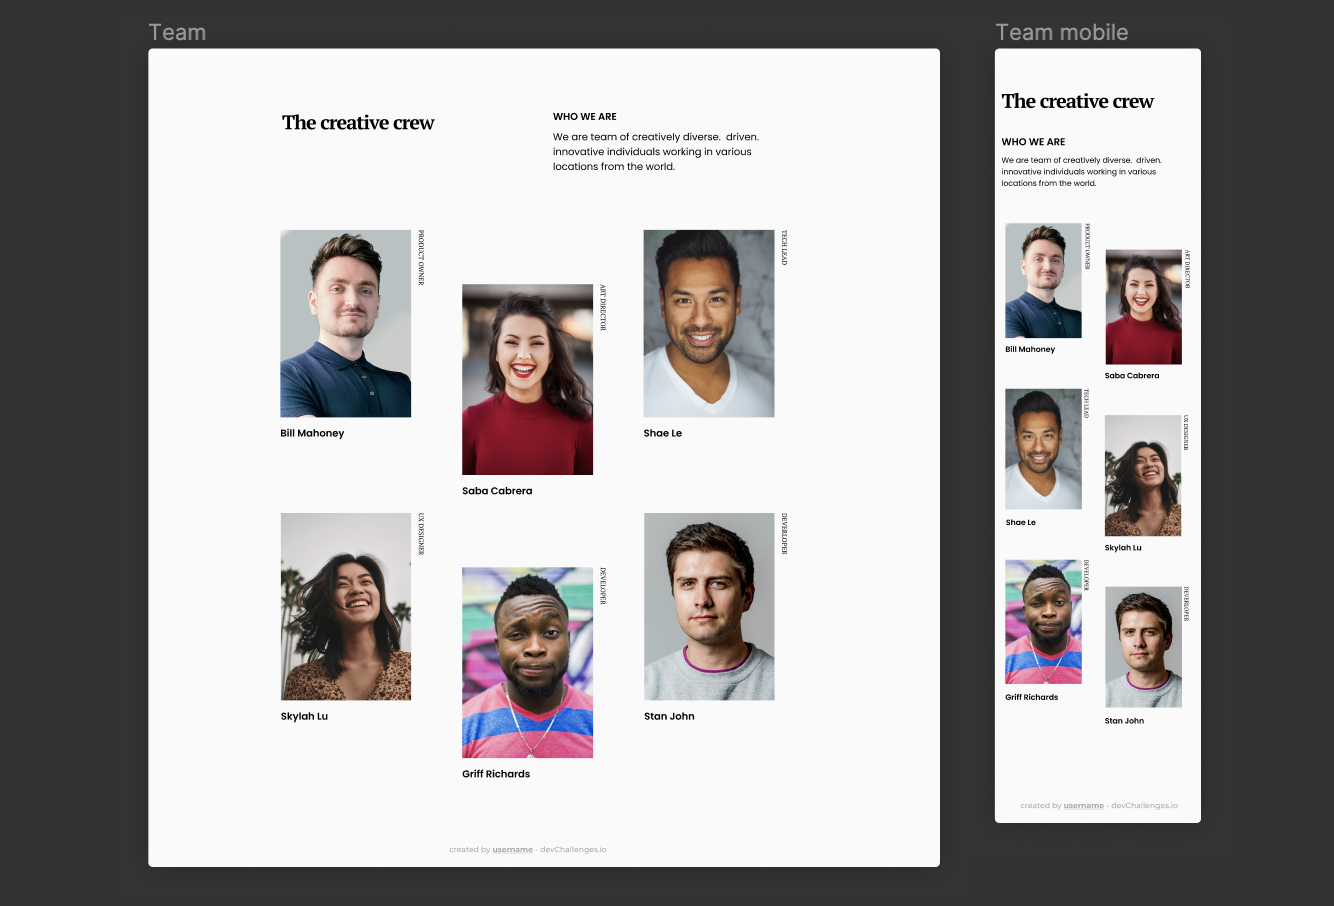 Team
The creative crew
WHO WE ARE
We are team of creatively diverse. driven.
innovative individuals working in various
locations from the world.
PRODUCT OWNER
Bill Mahoney
ART DIRECTOR
Saba Cabrera
TECH LEAD
Shae Le
UX DESIGNER
Skylah Lu
DEVELOPER
Griff Richards
DEVERLOPER
Stan John
created by username - devChallenges.io
Team mobile
The creative crew
WHO WE ARE
We are team of creatively diverse. driven.
innovative individuals working in various
locations from the world.
PRODUCT OWNER
Bill Mahoney
ART DIRECTOR
Saba Cabrera
TECH LEAD
Shae Le
UX DESIGNER
Skylah Lu
DEVELOPER
Griff Richards
DEVERLOPER
Stan John
created by username - devChallenges.io